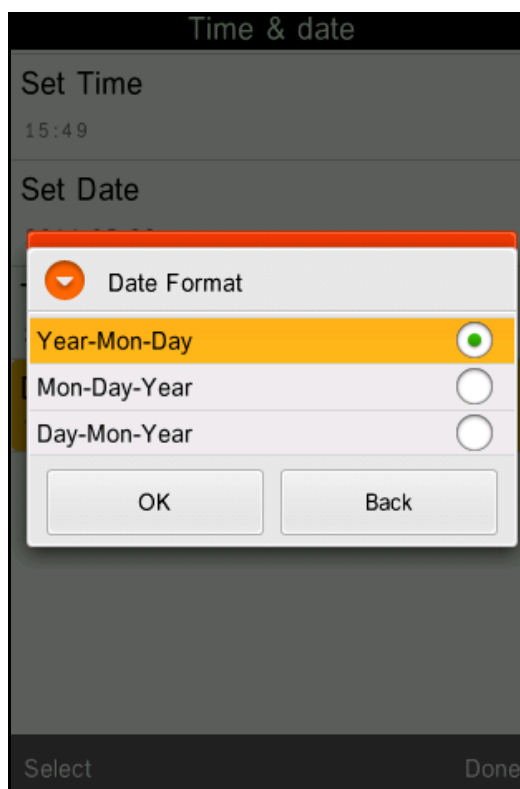 Time & date
Set Time
15:49
Set Date
Date Format
Year-Mon-Day
Mon-Day-Year
Day-Mon-Year
OK
Back
Select
Done